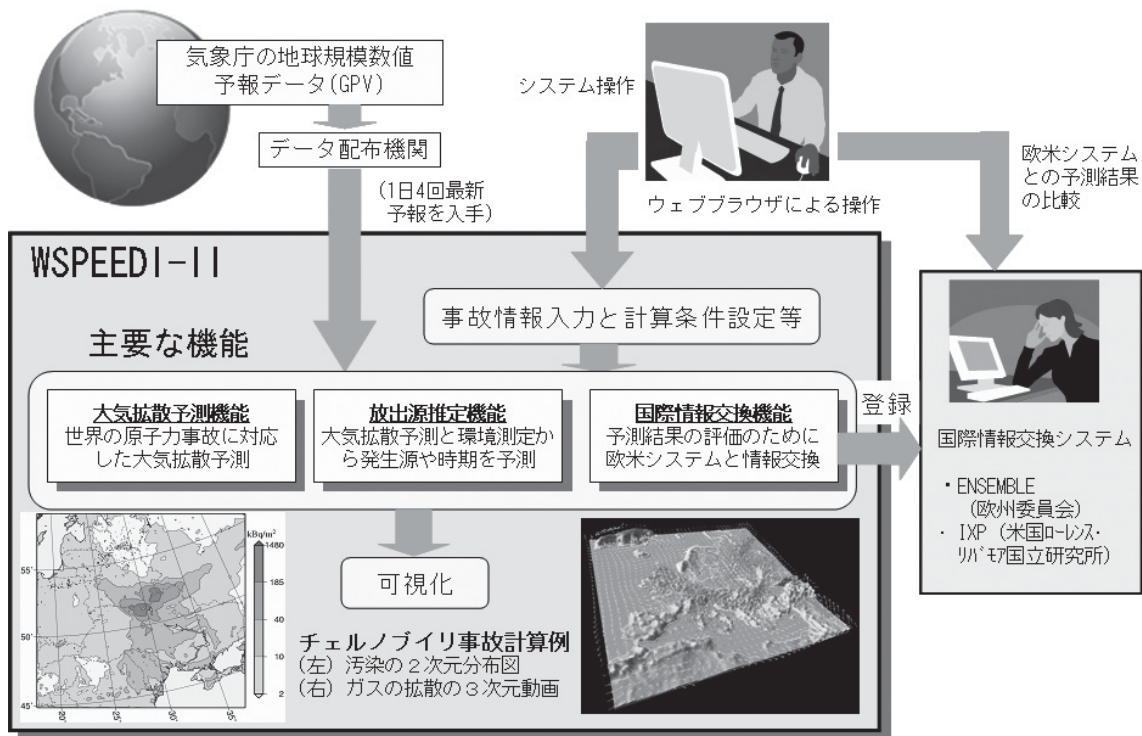 気象庁の地球規模数値
予報データ(GPV)
データ配布機関
(1日4回最新
予報を入手)
システム操作
ウェブブラウザによる操作
欧米システム
との予測結果
の比較
WSPEEDI-II
事故情報入力と計算条件設定等
主要な機能
大気拡散予測機能
世界の原子力事故に対応
した大気拡散予測
放出源推定機能
大気拡散予測と環境測定か
ら発生源や時期を予測
国際情報交換機能
予測結果の評価のために
欧米システムと情報交換
登録
国際情報交換システム
・ENSEMBLE
(欧州委員会)
・IXP (米国ローレンス・
リバモア国立研究所)
可視化
チェルノブイリ事故計算例
(左) 汚染の2次元分布図
(右) ガスの拡散の3次元動画
kBq/m²
1480
185
40
10
2
55'
50'
45'
20'
25'
30'
35'